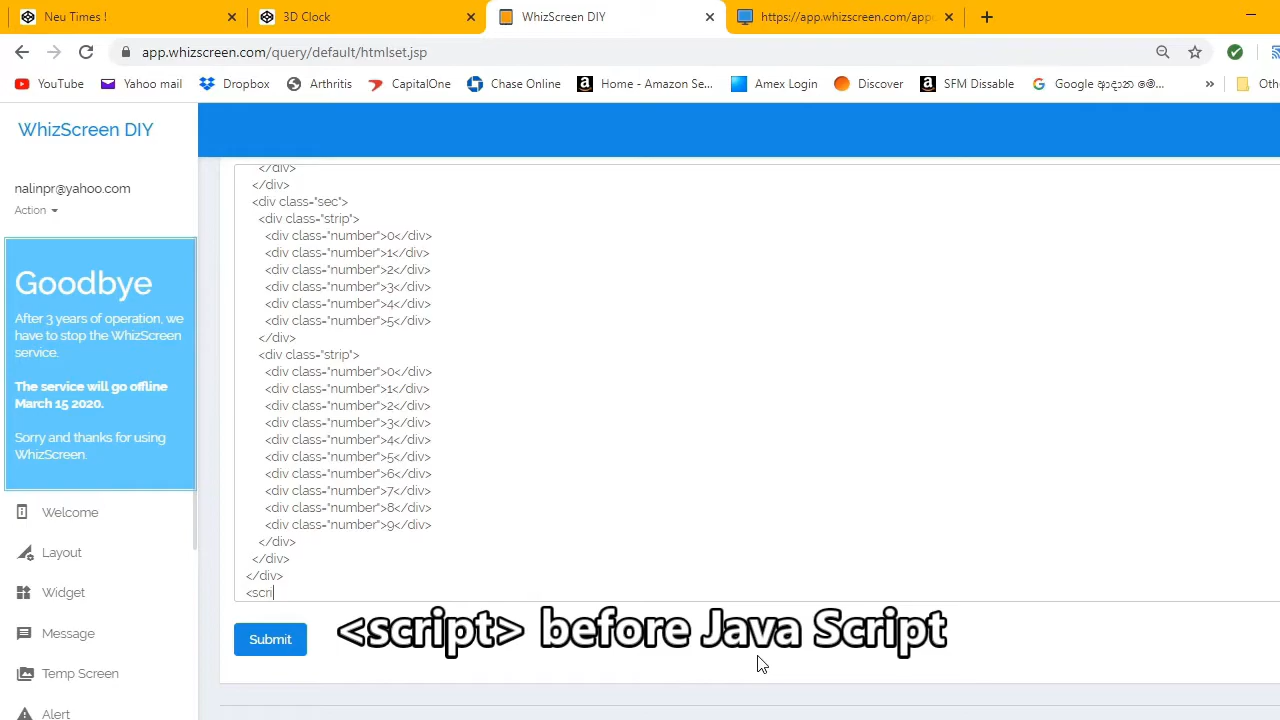 Neu Times !
3D Clock
WhizScreen DIY
https://app.whizscreen.com/app
app.whizscreen.com/query/default/htmlset.jsp
YouTube
Yahoo mail
Dropbox
Arthritis
CapitalOne
Chase Online
Home - Amazon Se...
Amex Login
Discover
SFM Dissable
Google ආදාන මෙ...
»
Oth
WhizScreen DIY
nalinpr@yahoo.com
Action
Goodbye
After 3 years of operation, we
have to stop the WhizScreen
service.
The service will go offline
March 15 2020.
Sorry and thanks for using
WhizScreen.
Welcome
Layout
Widget
Message
Temp Screen
Alert
</div>
</div>
<div class="sec">
<div class="strip">
<div class="number">0</div>
<div class="number">1</div>
<div class="number">2</div>
<div class="number">3</div>
<div class="number">4</div>
<div class="number">5</div>
</div>
<div class="strip">
<div class="number">0</div>
<div class="number">1</div>
<div class="number">2</div>
<div class="number">3</div>
<div class="number">4</div>
<div class="number">5</div>
<div class="number">6</div>
<div class="number">7</div>
<div class="number">8</div>
<div class="number">9</div>
</div>
</div>
</div>
<scri
Submit
<script> before Java Script